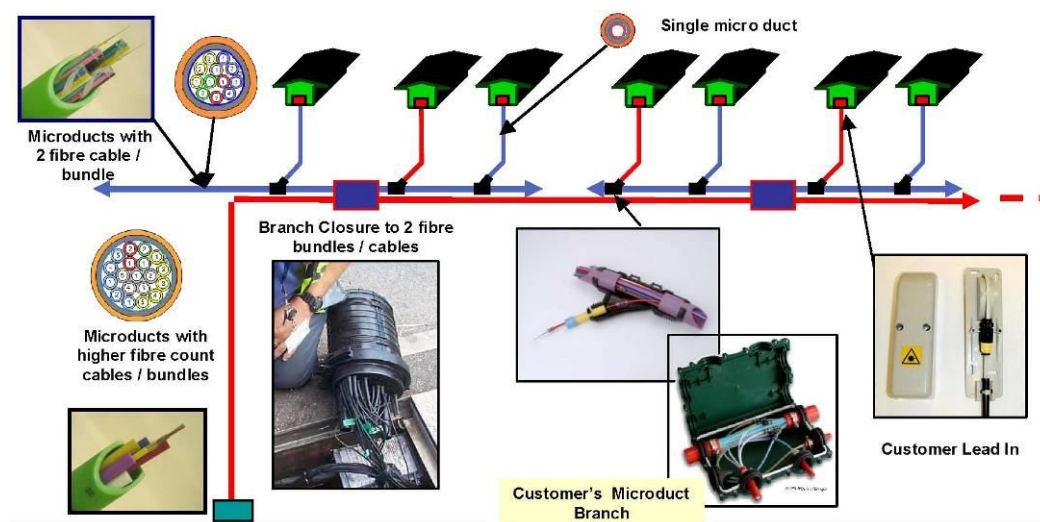 Single micro duct
Microducts with
2 fibre cable /
bundle
Branch Closure to 2 fibre
bundles / cables
Microducts with
higher fibre count
cables / bundles
Customer Lead In
Customer's Microduct
Branch